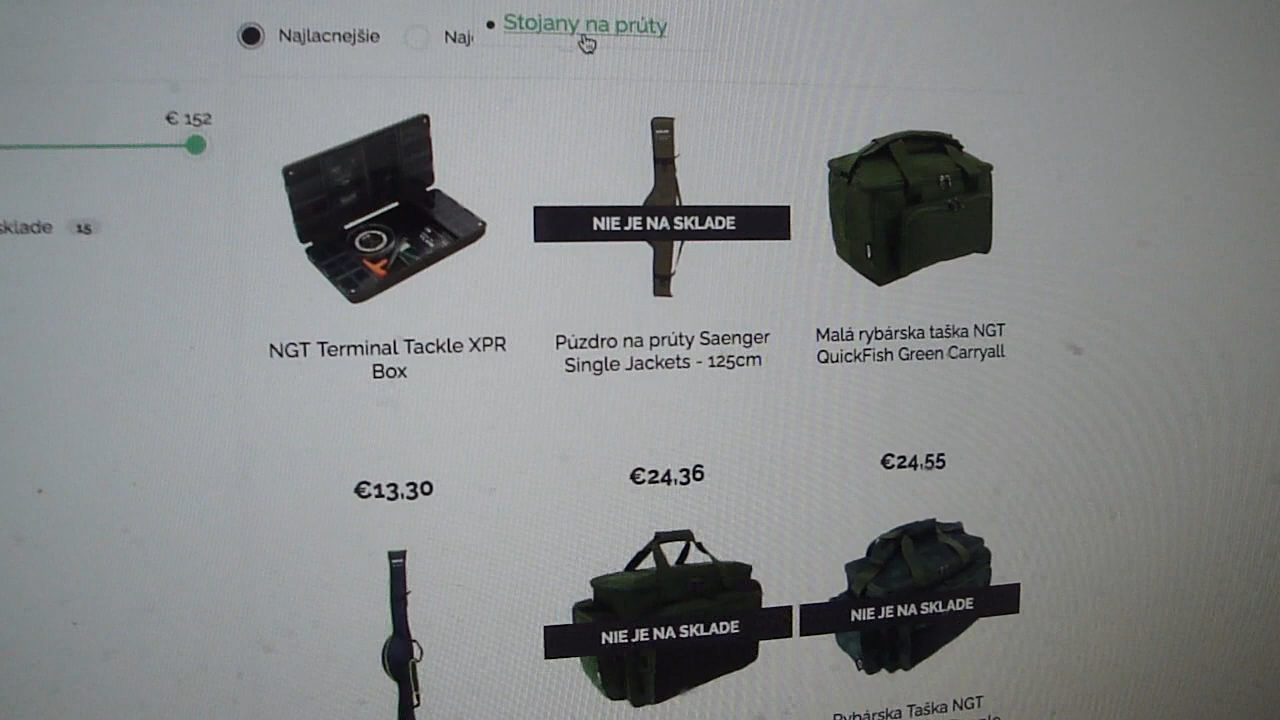 Najlacnejšie
Naj
Stojany na prúty
€ 152
sklade 15
NIE JE NA SKLADE
NGT Terminal Tackle XPR
Box
Púzdro na prúty Saenger
Single Jackets - 125cm
Malá rybárska taška NGT
QuickFish Green Carryall
€13,30
€24,36
€24,55
NIE JE NA SKLADE
NIE JE NA SKLADE
Rybárska Taška NGT